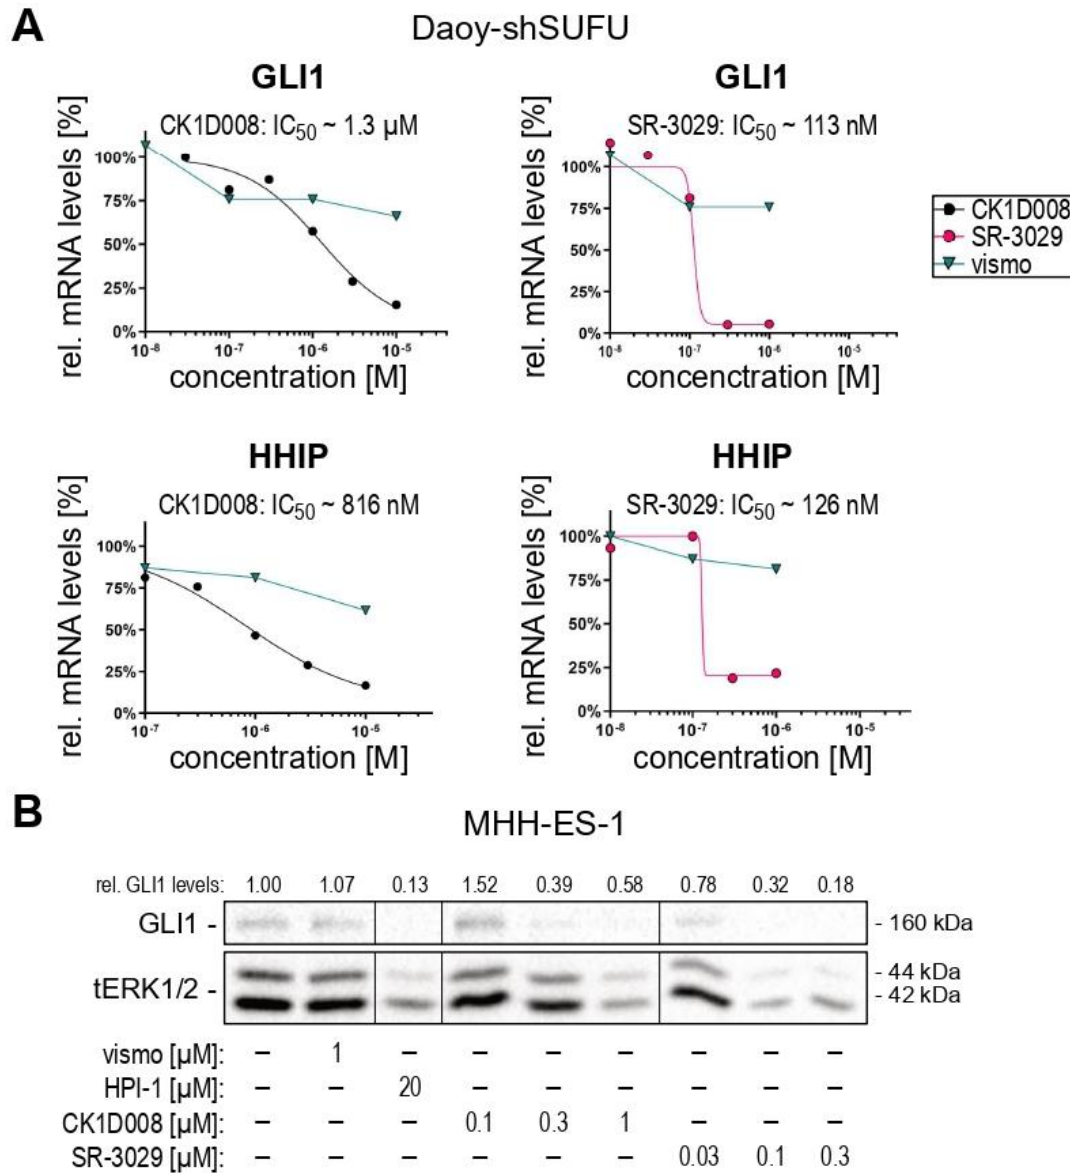 A
Daoy-shSUFU
GLI1
CK1D008: IC50 ~ 1.3 µM
rel. mRNA levels [%]
100%
75%
50%
25%
0%
10-8
10-7
10-6
10-5
concentration [M]
GLI1
SR-3029: IC50 ~ 113 nM
rel. mRNA levels [%]
100%
75%
50%
25%
0%
10-8
10-7
10-6
10-5
concenctration [M]
CK1D008
SR-3029
vismo
HHIP
CK1D008: IC50 ~ 816 nM
rel. mRNA levels [%]
100%
75%
50%
25%
0%
10-7
10-6
10-5
concentration [M]
HHIP
SR-3029: IC50 ~ 126 nM
rel. mRNA levels [%]
100%
75%
50%
25%
0%
10-8
10-7
10-6
10-5
concentration [M]
B
MHH-ES-1
rel. GLI1 levels: 1.00 1.07 0.13 1.52 0.39 0.58 0.78 0.32 0.18
GLI1 - - 160 kDa
- 44 kDa
tERK1/2 - - 42 kDa
vismo [µM]: – 1 – – – – – – –
HPI-1 [µM]: – – 20 – – – – – –
CK1D008 [µM]: – – – 0.1 0.3 1 – – –
SR-3029 [µM]: – – – – – – 0.03 0.1 0.3